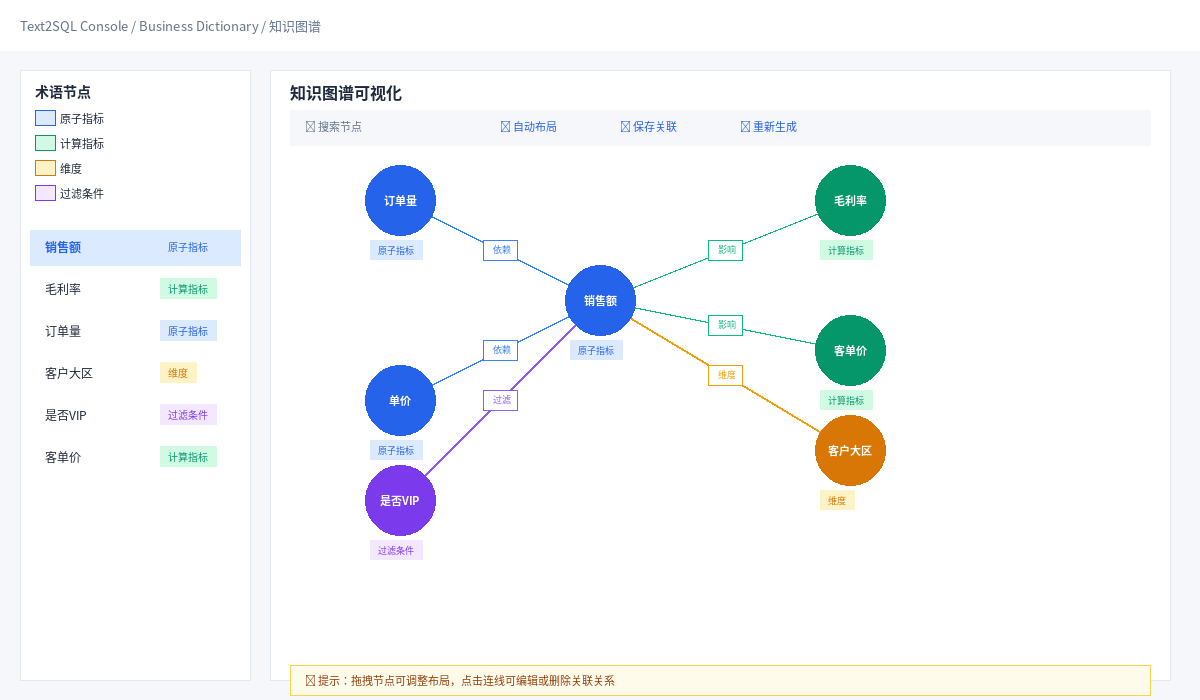 Text2SQL Console / Business Dictionary / 知识图谱
术语节点
原子指标
计算指标
维度
过滤条件
销售额 原子指标
毛利率 计算指标
订单量 原子指标
客户大区 维度
是否VIP 过滤条件
客单价 计算指标
知识图谱可视化
搜索节点 自动布局 保存关联 重新生成
订单量
原子指标
依赖
毛利率
计算指标
影响
销售额
原子指标
影响
客单价
计算指标
依赖
单价
原子指标
过滤
维度
客户大区
维度
是否VIP
过滤条件
提示：拖拽节点可调整布局，点击连线可编辑或删除关联关系